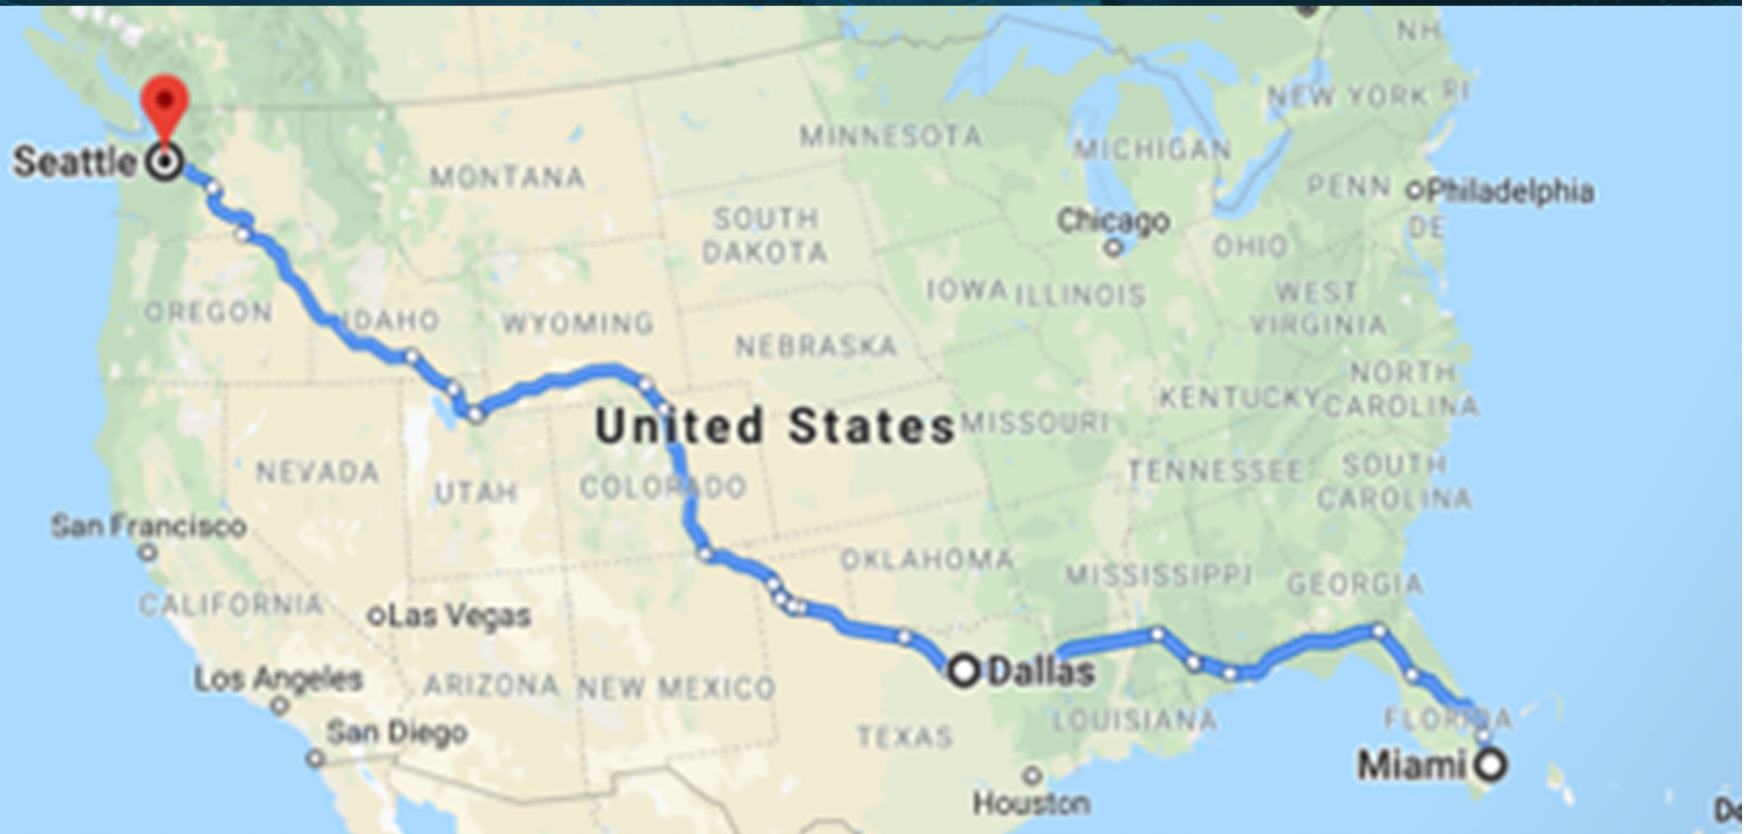 NH
NEW YORK
RI
MINNESOTA
MICHIGAN
Seattle
MONTANA
PENN
Philadelphia
SOUTH
DAKOTA
Chicago
DE
OHIO
IOWA
ILLINOIS
WEST
VIRGINIA
OREGON
IDAHO
WYOMING
NEBRASKA
NORTH
CAROLINA
KENTUCKY
United States
MISSOURI
NEVADA
UTAH
COLORADO
TENNESSEE
SOUTH
CAROLINA
San Francisco
OKLAHOMA
MISSISSIPPI
GEORGIA
CALIFORNIA
Las Vegas
Los Angeles
ARIZONA
NEW MEXICO
Dallas
San Diego
TEXAS
LOUISIANA
FLORIDA
Miami
Houston